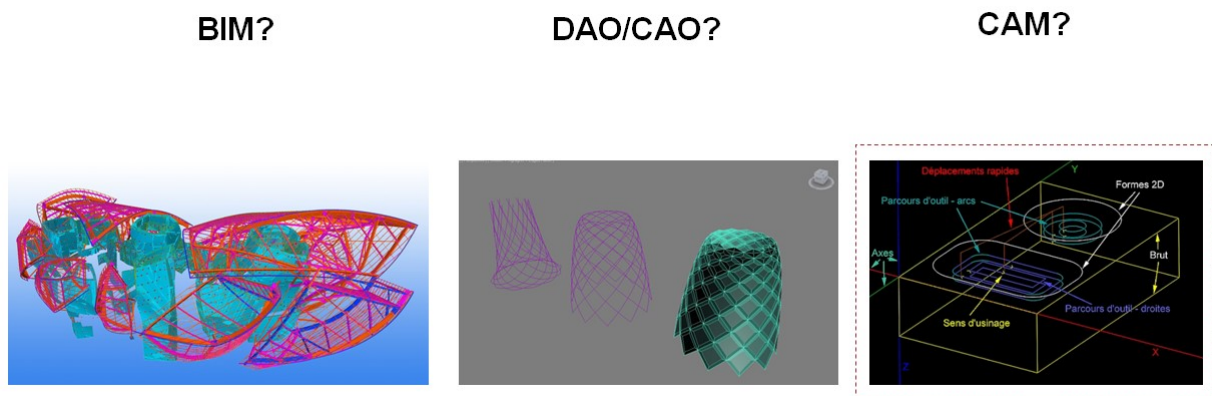 BIM?
DAO/CAO?
CAM?
Déplacements rapides
Y
Formes 2D
Parcours d'outil - arcs
Axes
Brut
Parcours d'outil - droites
Sens d'usinage
X
Z